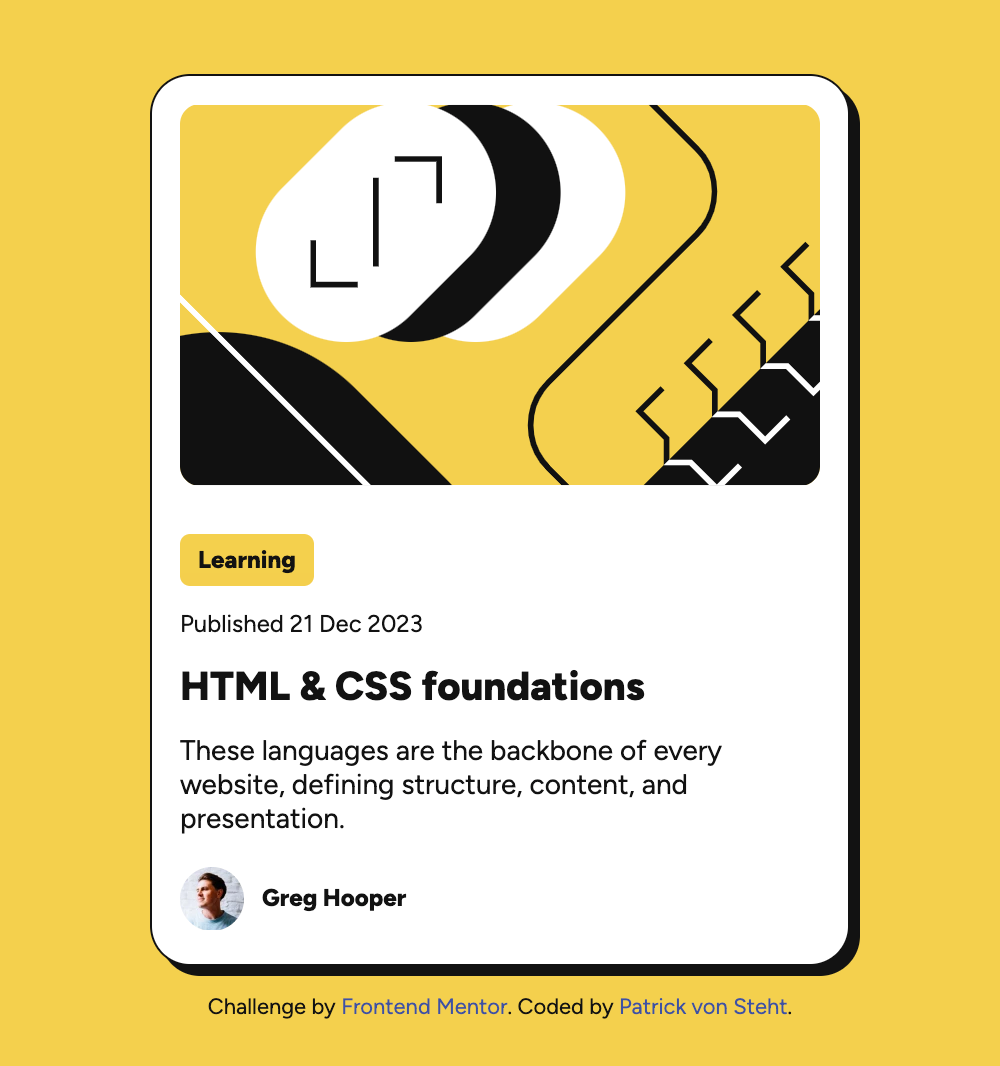 Learning
Published 21 Dec 2023
HTML & CSS foundations
These languages are the backbone of every
website, defining structure, content, and
presentation.
Greg Hooper
Challenge by Frontend Mentor. Coded by Patrick von Steht.